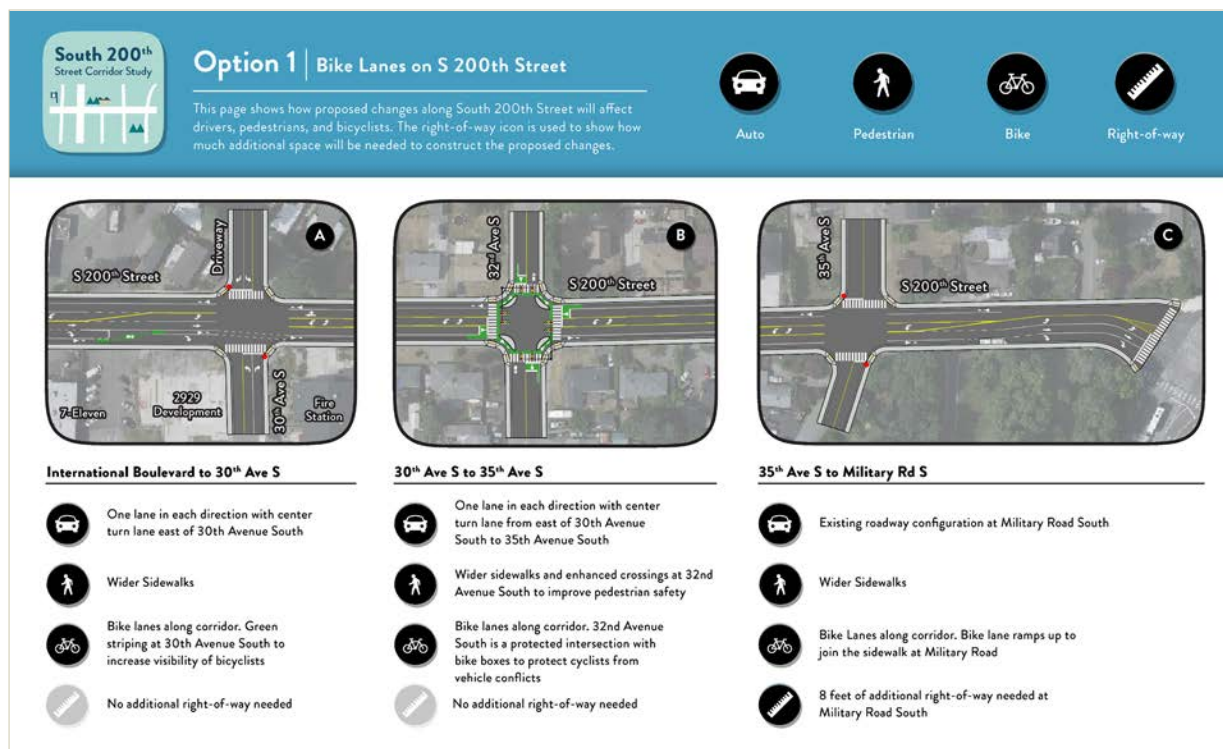 South 200th
Street Corridor Study
Option 1 | Bike Lanes on S 200th Street
This page shows how proposed changes along South 200th Street will affect
drivers, pedestrians, and bicyclists. The right-of-way icon is used to show how
much additional space will be needed to construct the proposed changes.
Auto
Pedestrian
Bike
Right-of-way
A
Driveway
S 200th Street
7-Eleven
2929
Development
30th Ave S
Fire
Station
B
32nd Ave S
S 200th Street
C
35th Ave S
S 200th Street
International Boulevard to 30th Ave S
One lane in each direction with center
turn lane east of 30th Avenue South
Wider Sidewalks
Bike lanes along corridor. Green
striping at 30th Avenue South to
increase visibility of bicyclists
No additional right-of-way needed
30th Ave S to 35th Ave S
One lane in each direction with center
turn lane from east of 30th Avenue
South to 35th Avenue South
Wider sidewalks and enhanced crossings at 32nd
Avenue South to improve pedestrian safety
Bike lanes along corridor. 32nd Avenue
South is a protected intersection with
bike boxes to protect cyclists from
vehicle conflicts
No additional right-of-way needed
35th Ave S to Military Rd S
Existing roadway configuration at Military Road South
Wider Sidewalks
Bike Lanes along corridor. Bike lane ramps up to
join the sidewalk at Military Road
8 feet of additional right-of-way needed at
Military Road South